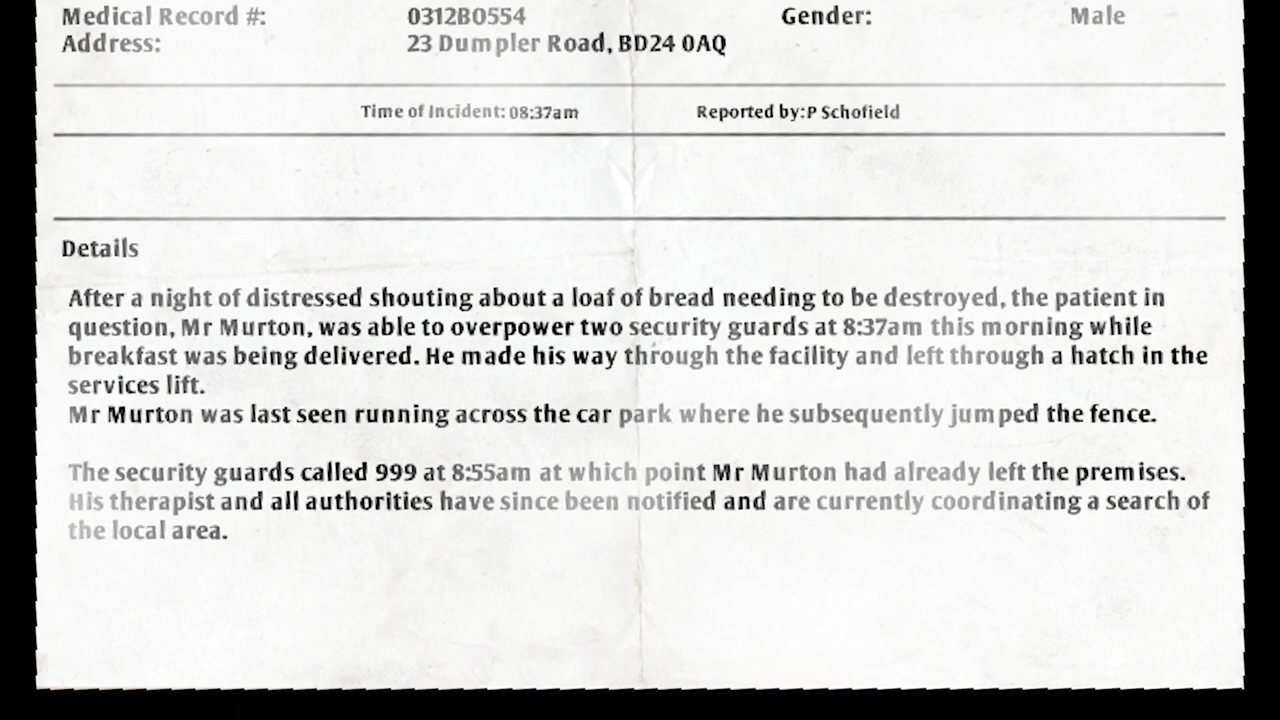 Medical Record #: 0312B0554 Gender: Male
Address: 23 Dumpler Road, BD24 0AQ
Time of Incident: 08:37am Reported by:P Schofield
Details
After a night of distressed shouting about a loaf of bread needing to be destroyed, the patient in
question, Mr Murton, was able to overpower two security guards at 8:37am this morning while
breakfast was being delivered. He made his way through the facility and left through a hatch in the
services lift.
Mr Murton was last seen running across the car park where he subsequently jumped the fence.
The security guards called 999 at 8:55am at which point Mr Murton had already left the premises.
His therapist and all authorities have since been notified and are currently coordinating a search of
the local area.